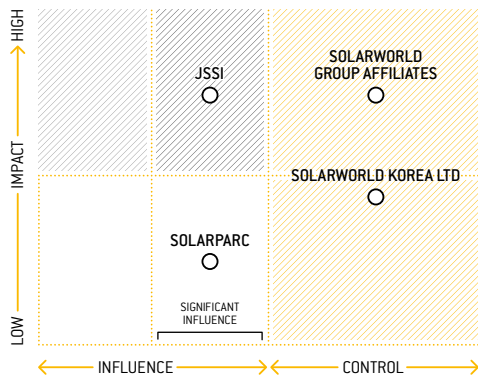 HIGH
IMPACT
LOW
JSSI
SOLARWORLD
GROUP AFFILIATES
SOLARWORLD KOREA LTD
SOLARPARC
SIGNIFICANT
INFLUENCE
INFLUENCE
CONTROL